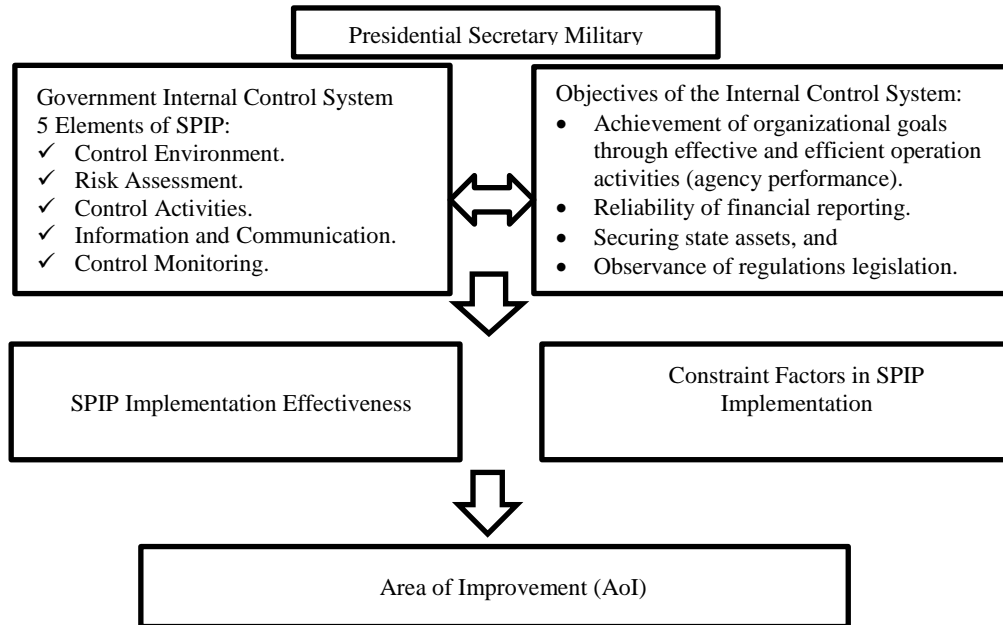 Presidential Secretary Military
Government Internal Control System
5 Elements of SPIP:
✓ Control Environment.
✓ Risk Assessment.
✓ Control Activities.
✓ Information and Communication.
✓ Control Monitoring.
Objectives of the Internal Control System:
• Achievement of organizational goals
through effective and efficient operation
activities (agency performance).
• Reliability of financial reporting.
• Securing state assets, and
• Observance of regulations legislation.
SPIP Implementation Effectiveness
Constraint Factors in SPIP
Implementation
Area of Improvement (AoI)